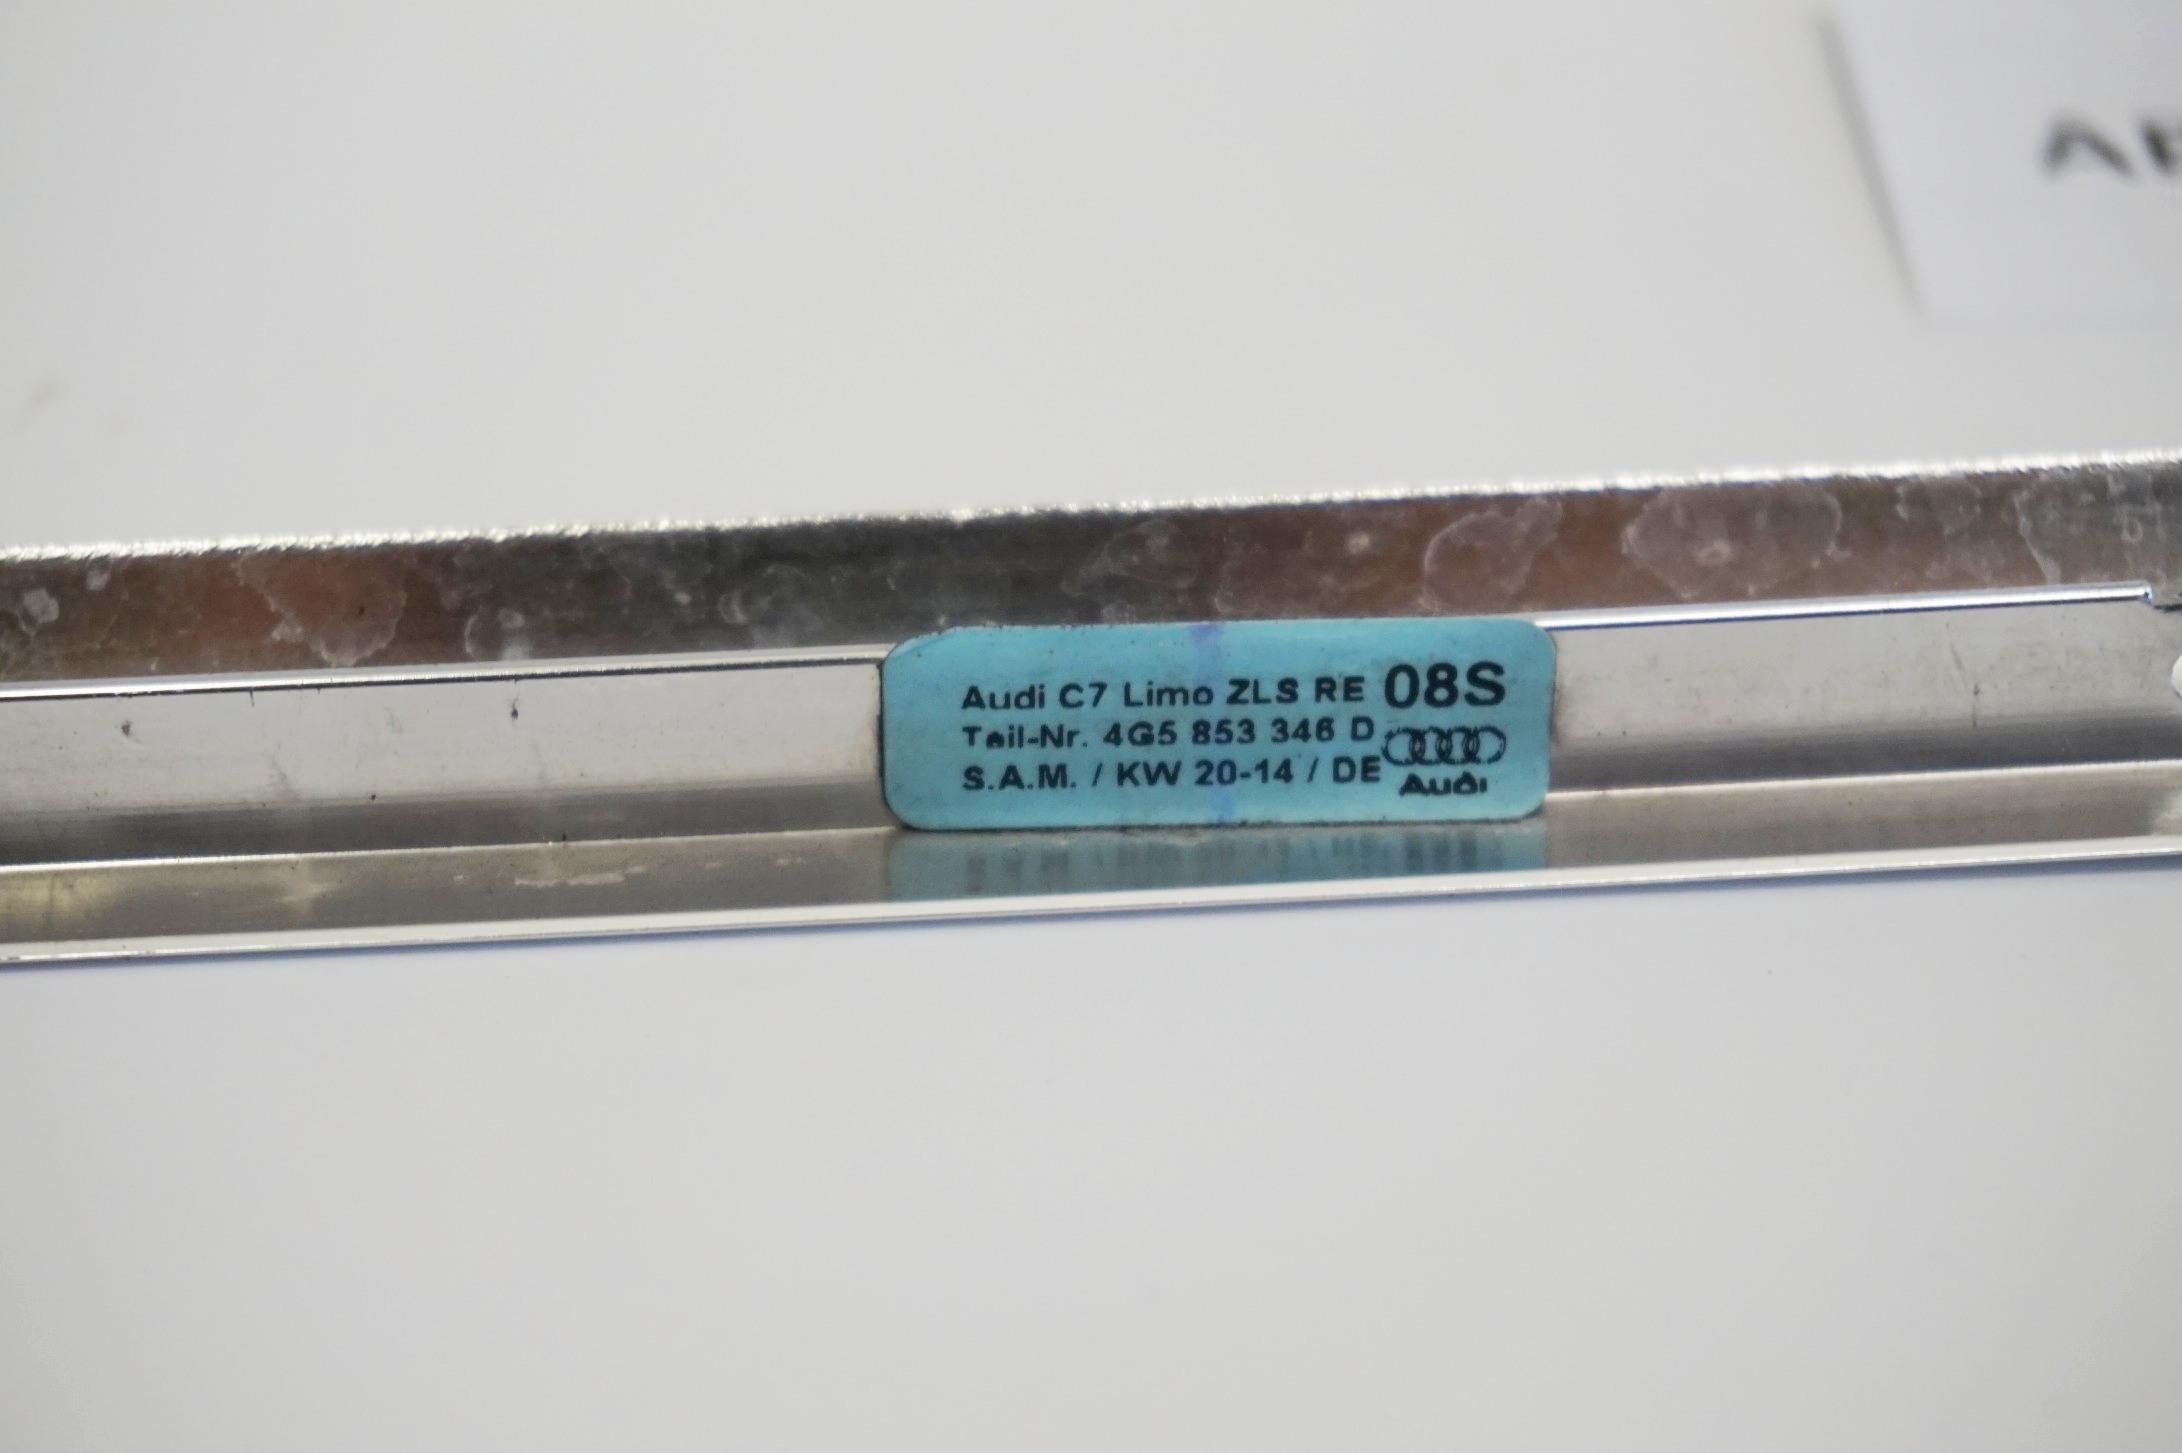 Audi C7 Limo ZLS RE 08S
Teil-Nr. 4G5 853 346 D
S.A.M. / KW 20-14 / DE
Audi